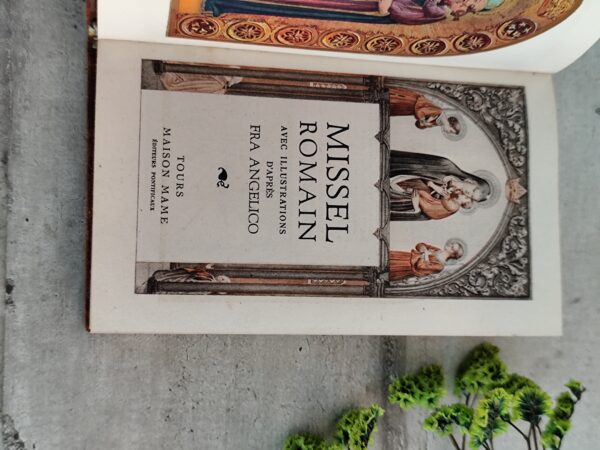 MISSEL
ROMAIN
AVEC ILLUSTRATIONS
D'APRÈS
FRA ANGELICO
TOURS
MAISON MAME
ÉDITEURS PONTIFICAUX